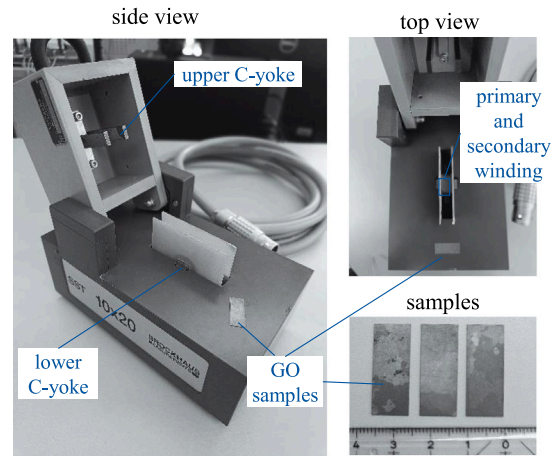 side view
top view
upper C-yoke
primary
and
secondary
winding
SST 10x20 BROCKHAUS
samples
lower
C-yoke
GO
samples
4 3 2 1 0